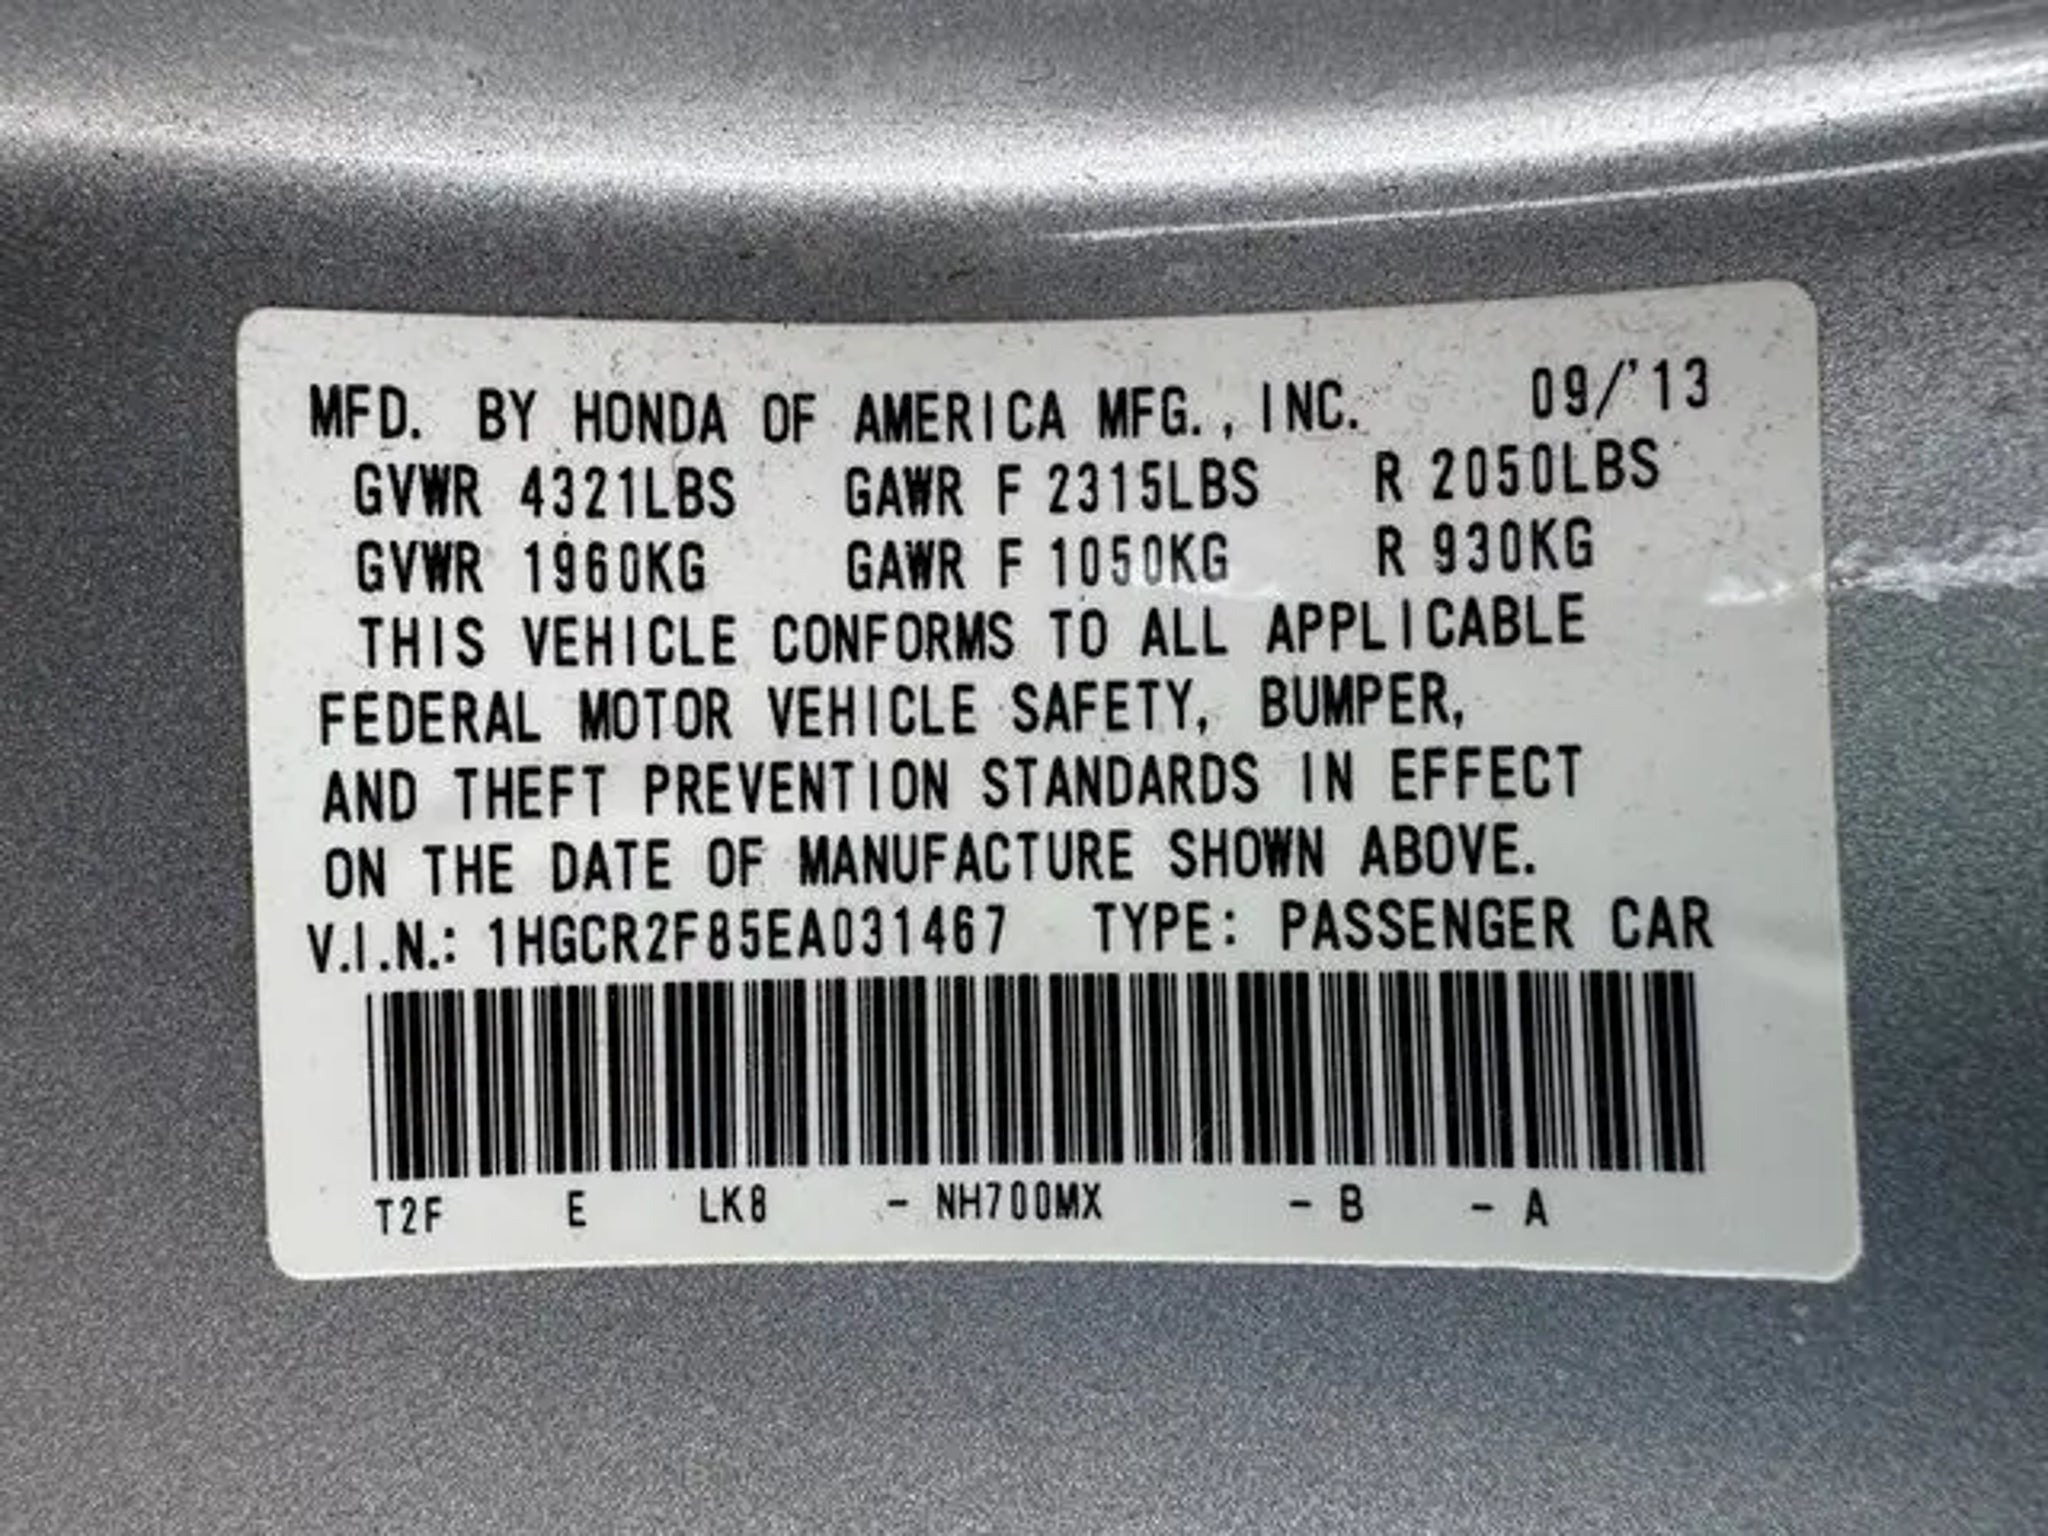 MFD. BY HONDA OF AMERICA MFG., INC. 09/'13
GVWR 4321LBS GAWR F 2315LBS R 2050LBS
GVWR 1960KG GAWR F 1050KG R 930KG
THIS VEHICLE CONFORMS TO ALL APPLICABLE
FEDERAL MOTOR VEHICLE SAFETY, BUMPER,
AND THEFT PREVENTION STANDARDS IN EFFECT
ON THE DATE OF MANUFACTURE SHOWN ABOVE.
V.I.N.: 1HGCR2F85EA031467 TYPE: PASSENGER CAR
T2F E LK8 - NH700MX - B - A